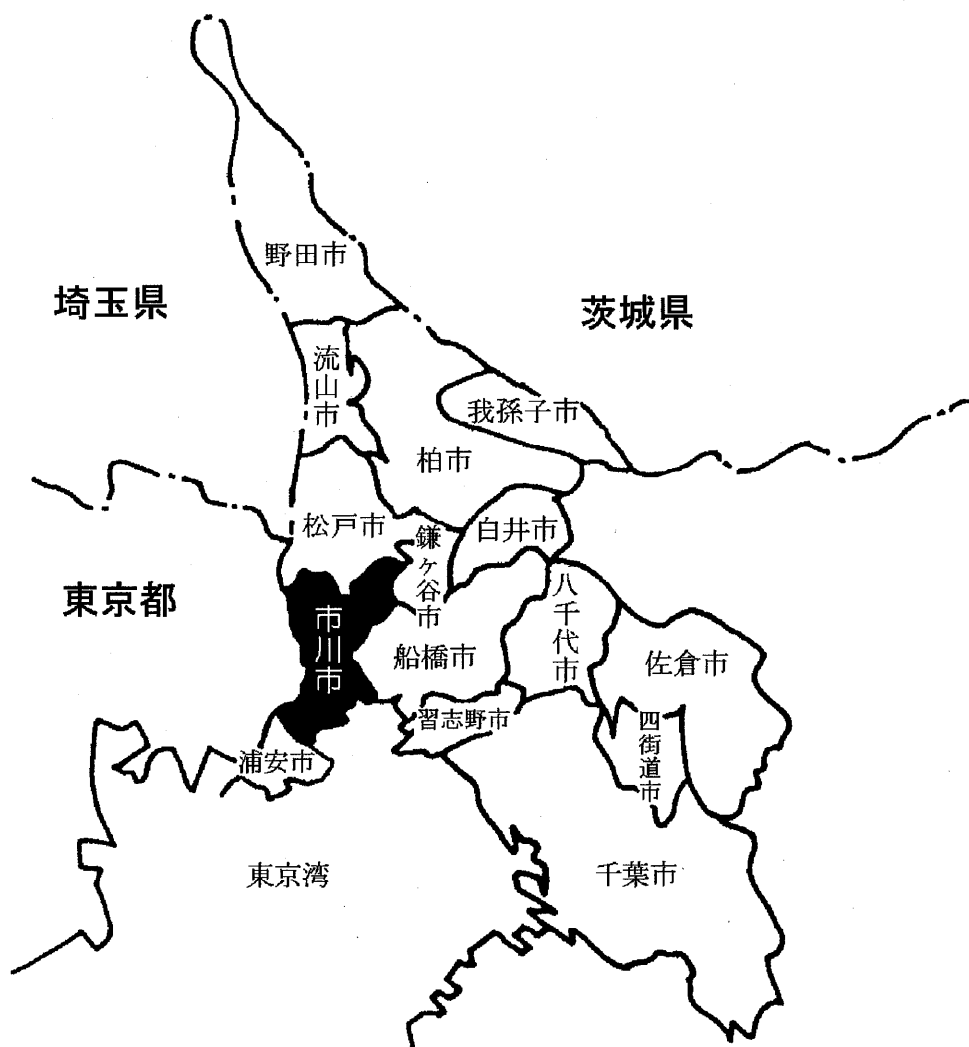 野田市
埼玉県
茨城県
流山市
我孫子市
柏市
松戸市
鎌ヶ谷市
白井市
東京都
市川市
八千代市
船橋市
佐倉市
習志野市
四街道市
浦安市
東京湾
千葉市